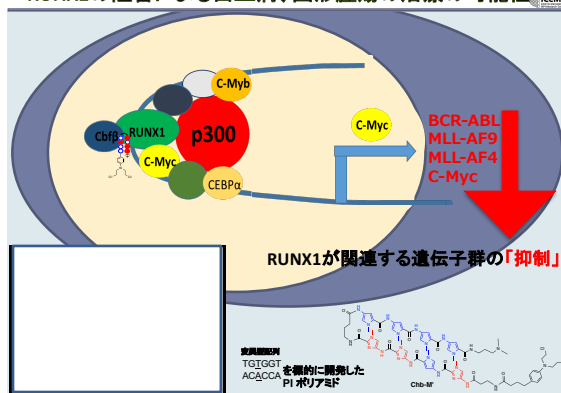 C-Myb
Cbfβ
RUNX1
p300
C-Myc
CEBPα
C-Myc
BCR-ABL
MLL-AF9
MLL-AF4
C-Myc
RUNX1が関連する遺伝子群の「抑制」
TGTGGT
ACACCA
を標的に開発した
PI ポリアミド
Chb-M'